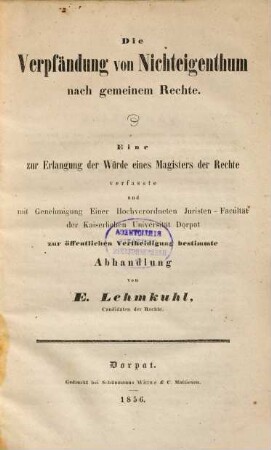 Die
Verpfändung von Nichteigenthum
nach gemeinem Rechte.
Eine
zur Erlangung der Würde eines Magisters der Rechte
verfasste
und
mit Genehmigung Einer Hochverordneten Juristen-Facultät
der Kaiserlichen Universität Dorpat
zur öffentlichen Vertheidigung bestimmte
Abhandlung
von
E. Lehmkuhl,
Candidaten der Rechte.
Dorpat.
Gedruckt bei Schünmanns Wittwe & C. Mattiesen.
1856.